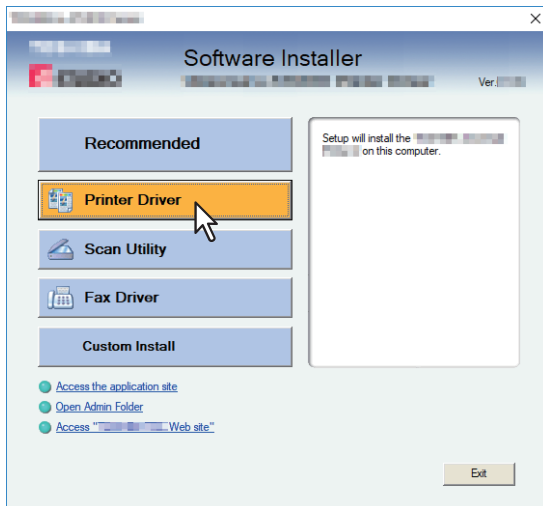 Software Installer
Ver.
Recommended
Setup will install the
on this computer.
Printer Driver
Scan Utility
Fax Driver
Custom Install
Access the application site
Open Admin Folder
Access " Web site"
Exit